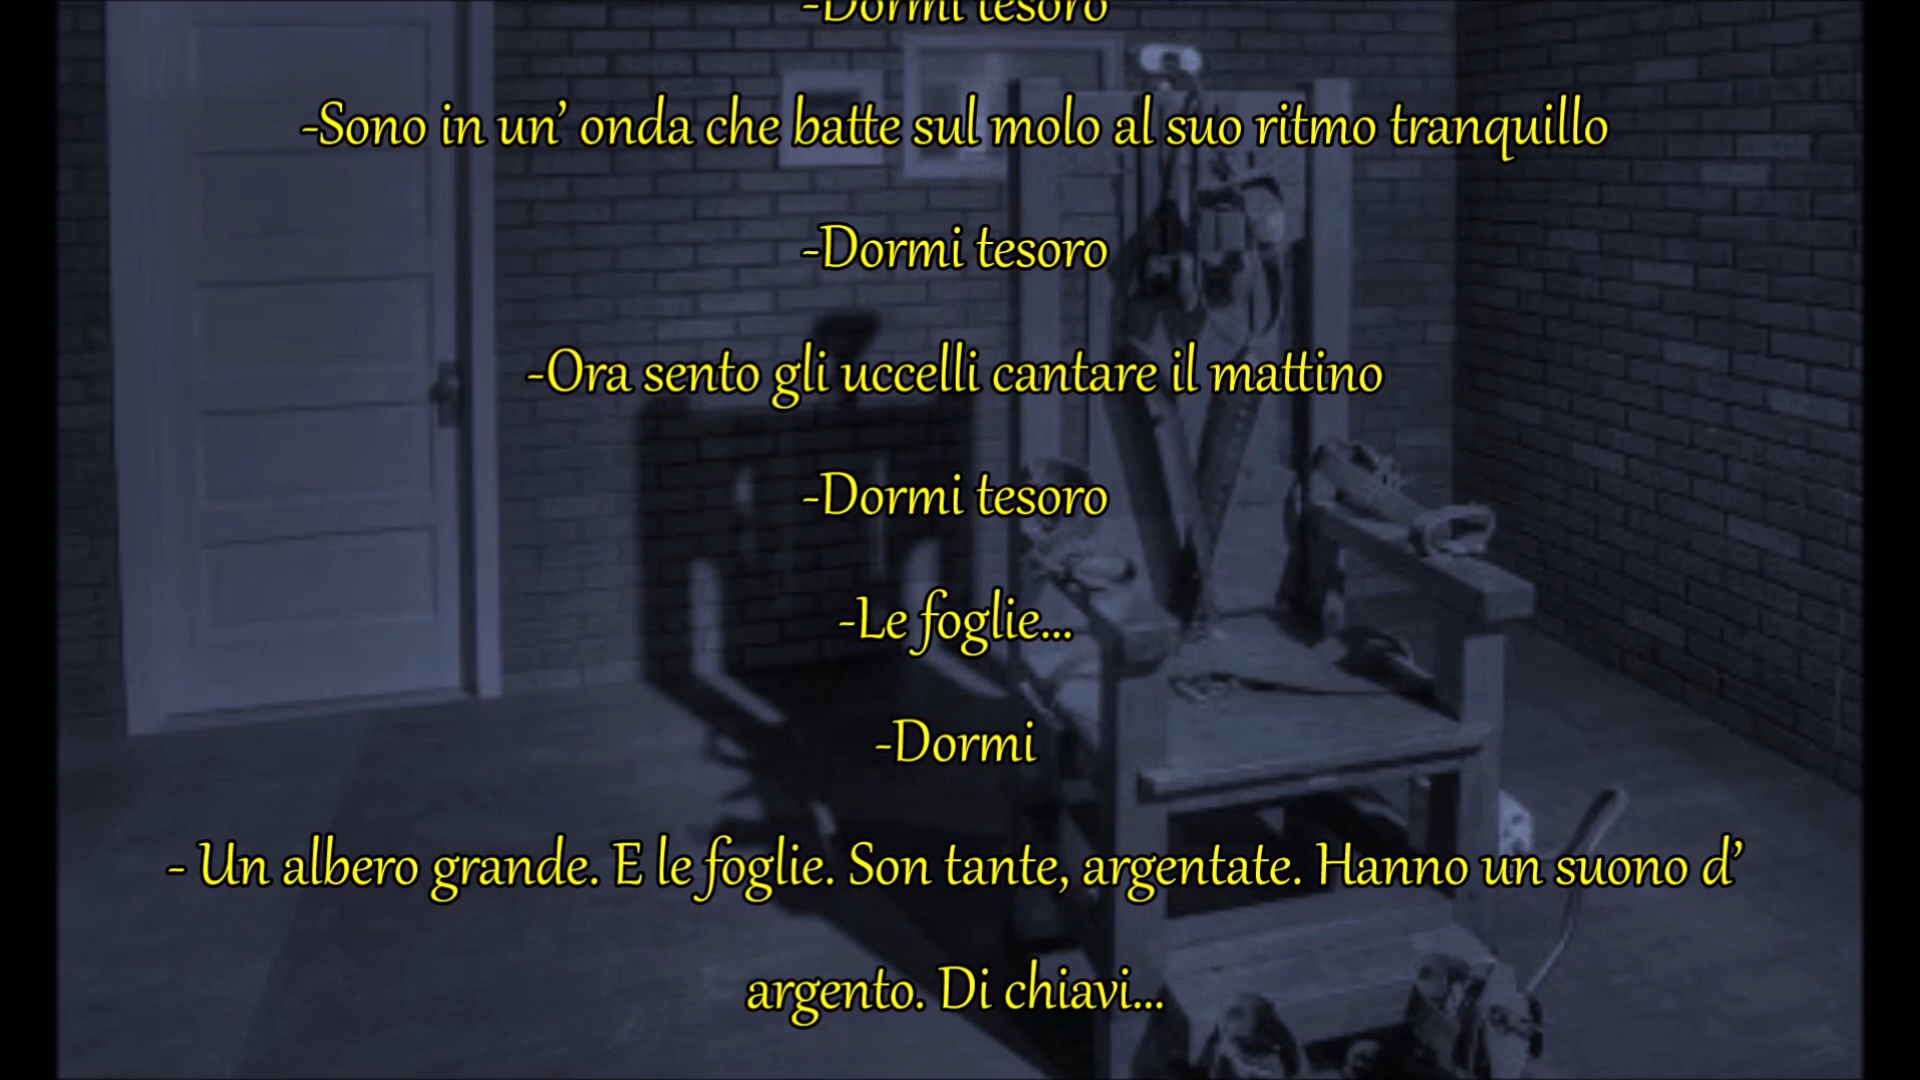 -Dormi tesoro
-Sono in un’ onda che batte sul molo al suo ritmo tranquillo
-Dormi tesoro
-Ora sento gli uccelli cantare il mattino
-Dormi tesoro
-Le foglie...
-Dormi
- Un albero grande. E le foglie. Son tante, argentate. Hanno un suono d’
argento. Di chiavi...